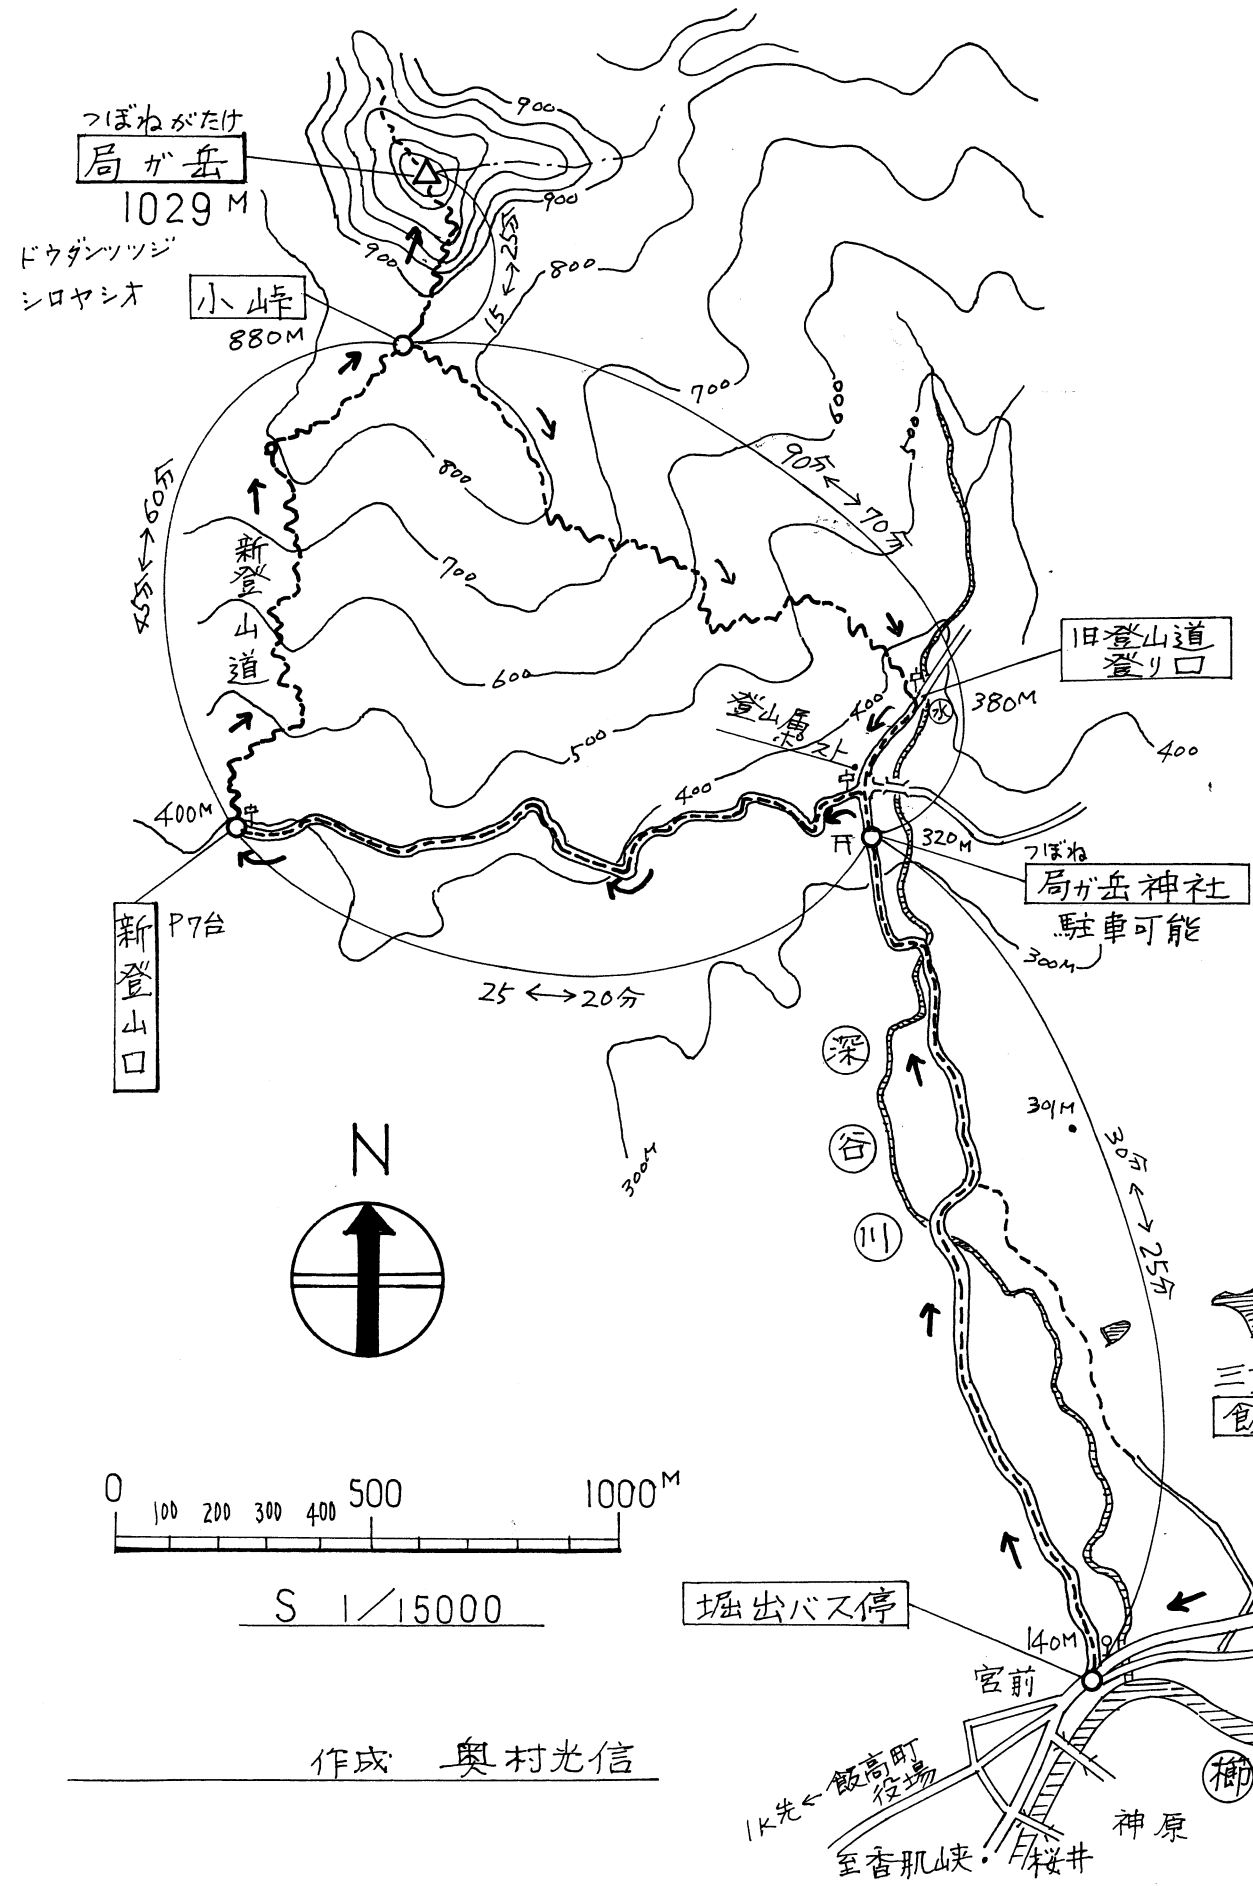 つぼねがたけ
局が岳
1029M
ドウダンツツジ
シロヤシオ
小峠
880M
900
900
900
15↔25分
800
700
600
500
90分↔70分
45分↔60分
新登山道
800
700
600
500
400
400
400
旧登山道
登り口
380M
水
登山届
ポスト
400M
新登山口
P7台
320M
つぼね
局が岳神社
駐車可能
300M
25↔20分
300M
深谷川
301M
30分↔25分
N
0
100
200
300
400
500
1000M
S 1/15000
堀出バス停
140M
宮前
作成 奥村光信
飯高町
役場
1K先←
至香肌峡
桜井
神原
櫛
三
飯